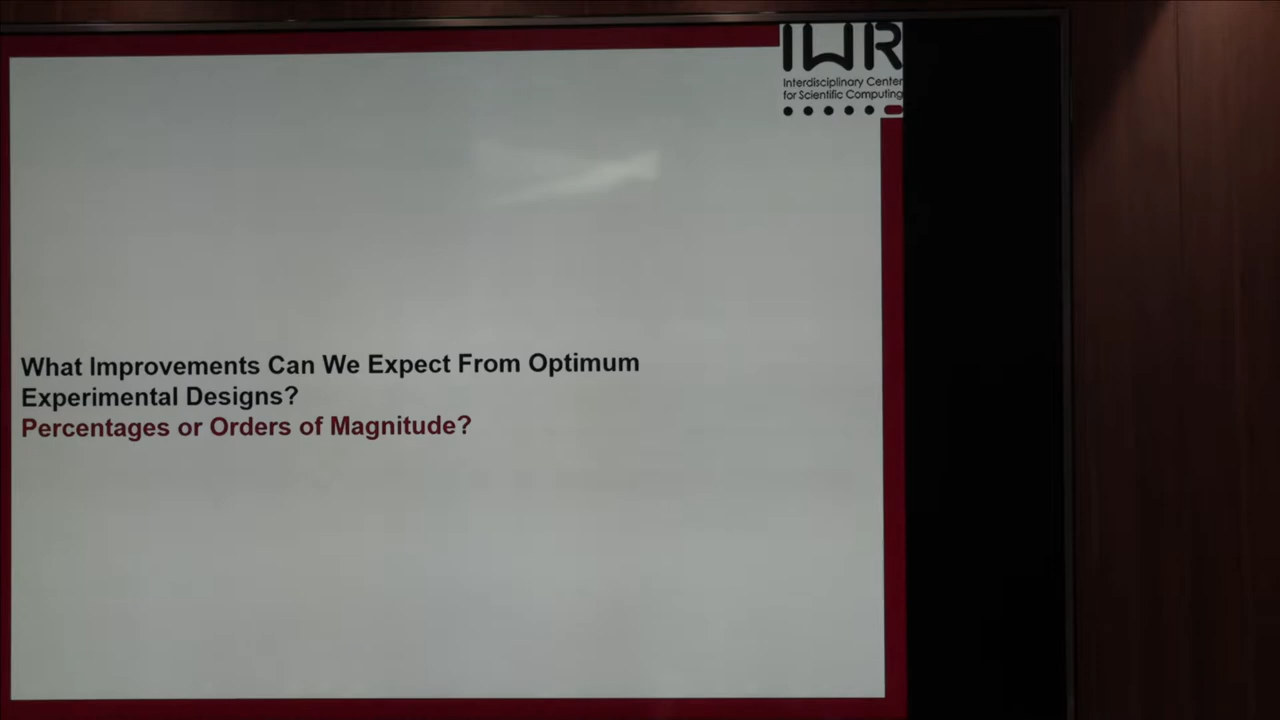 IWR
Interdisciplinary Center
for Scientific Computing
What Improvements Can We Expect From Optimum
Experimental Designs?
Percentages or Orders of Magnitude?